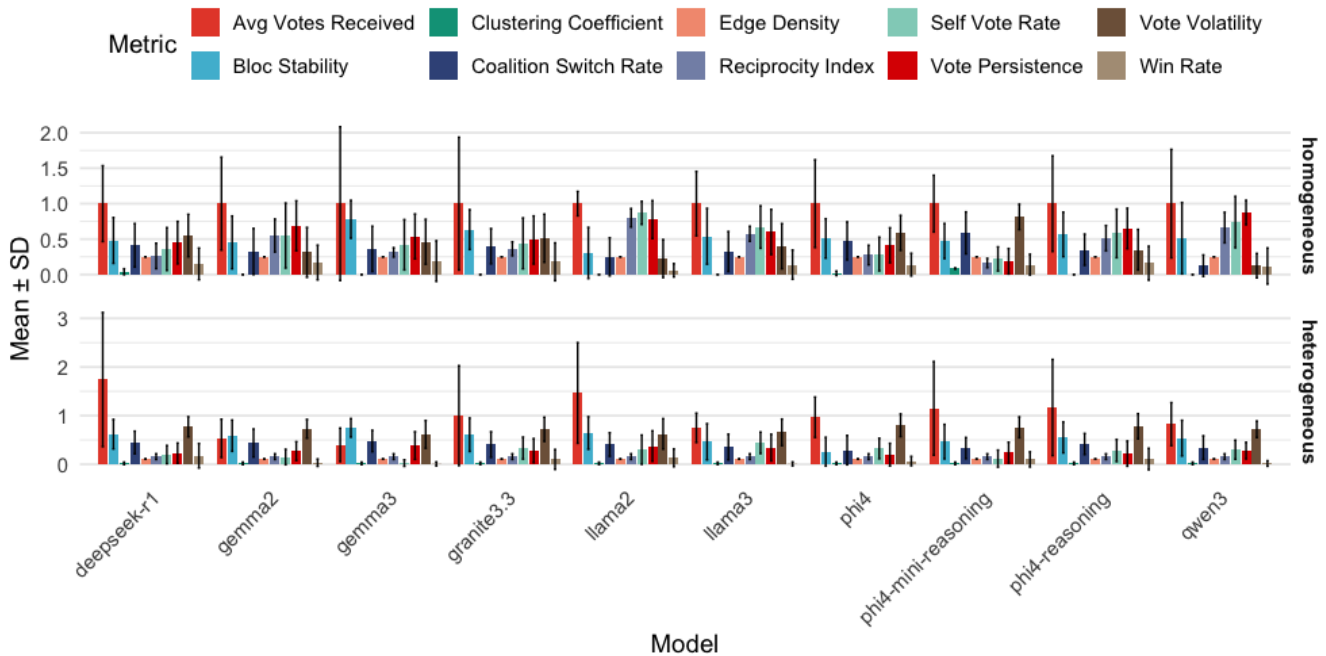 Metric
Avg Votes Received
Clustering Coefficient
Edge Density
Self Vote Rate
Vote Volatility
Bloc Stability
Coalition Switch Rate
Reciprocity Index
Vote Persistence
Win Rate
Mean ± SD
2.0
1.5
1.0
0.5
0.0
homogeneous
3
2
1
0
heterogeneous
deepseek-r1
gemma2
gemma3
granite3.3
llama2
llama3
phi4
phi4-mini-reasoning
phi4-reasoning
qwen3
Model